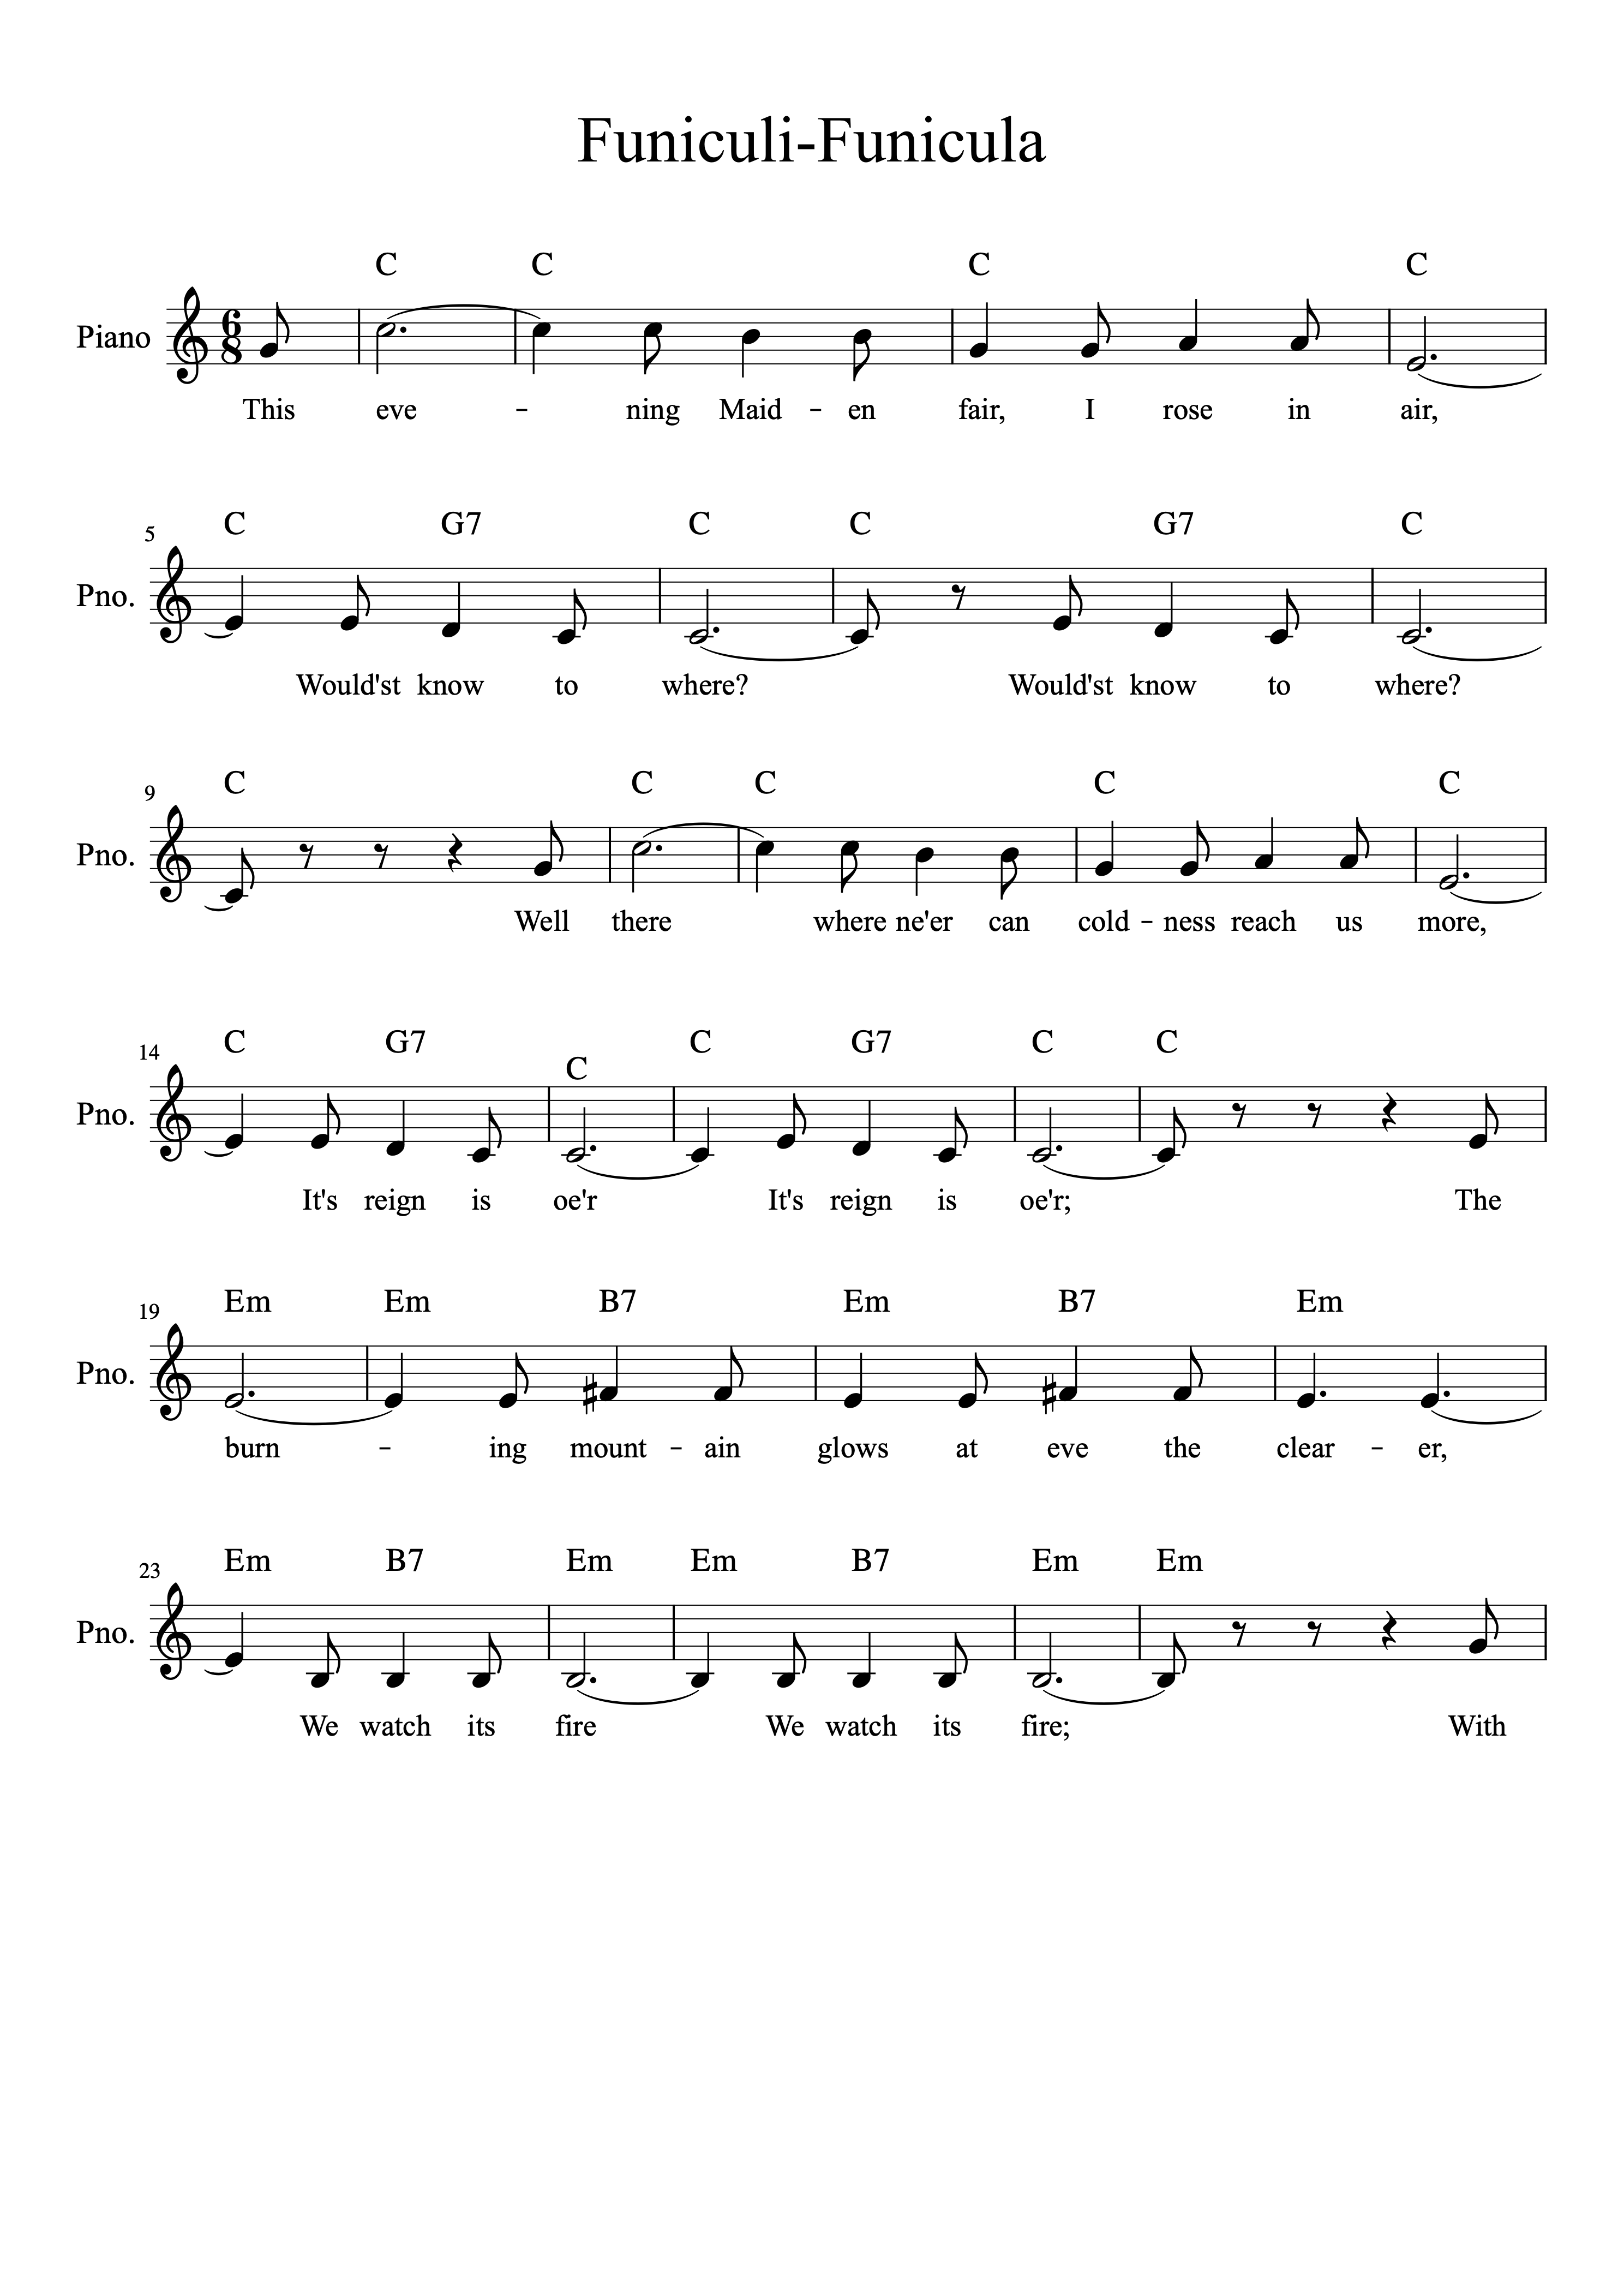 Funiculi-Funicula
C C C C
Piano 6/8
This eve - ning Maid - en fair, I rose in air,
5 C G7 C C G7 C
Pno.
Would'st know to where? Would'st know to where?
9 C C C C C
Pno.
Well there where ne'er can cold - ness reach us more,
14 C G7 C C G7 C C
Pno.
It's reign is oe'r It's reign is oe'r; The
19 Em Em B7 Em B7 Em
Pno.
burn - ing mount - ain glows at eve the clear - er,
23 Em B7 Em Em B7 Em Em
Pno.
We watch its fire We watch its fire; With